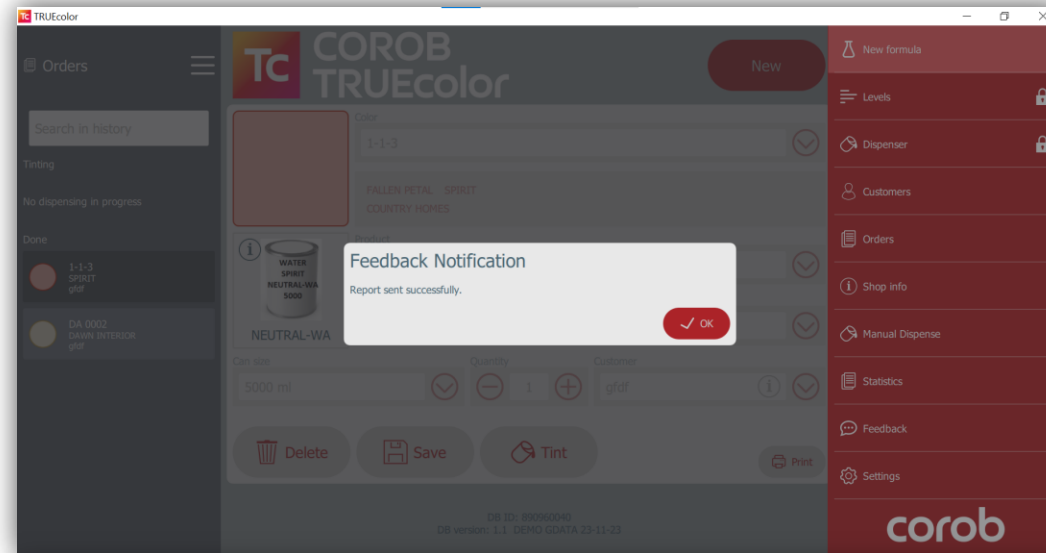 Tc TRUEcolor
Orders
Search in history
Tinting
No dispensing in progress
Done
1-1-3
SPIRIT
gfdf
DA 0002
DAWN INTERIOR
gfdf
Tc COROB
TRUEcolor
New
Color
1-1-3
FALLEN PETAL SPIRIT
COUNTRY HOMES
Product
WATER
SPIRIT
NEUTRAL-WA
5000
NEUTRAL-WA
Feedback Notification
Report sent successfully.
OK
Can size
5000 ml
Quantity
1
Customer
gfdf
Delete
Save
Tint
Print
DB version: 1.1 DEMO GDATA 23-11-23
New formula
Levels
Dispenser
Customers
Orders
Shop info
Manual Dispense
Statistics
Feedback
Settings
corob